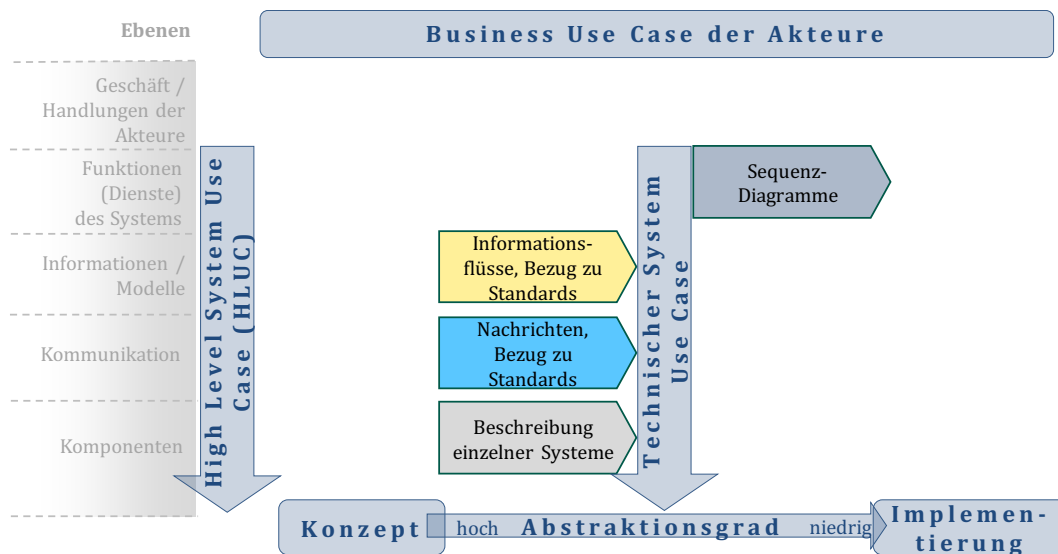 Ebenen
Business Use Case der Akteure
Geschäft /
Handlungen der
Akteure
Funktionen
(Dienste)
des Systems
Informationen /
Modelle
Kommunikation
Komponenten
High Level System Use
Case (HLUC)
Informations-
flüsse, Bezug zu
Standards
Nachrichten,
Bezug zu
Standards
Beschreibung
einzelner Systeme
Technischer System
Use Case
Sequenz-
Diagramme
Konzept
hoch
Abstraktionsgrad
niedrig
Implemen-
tierung